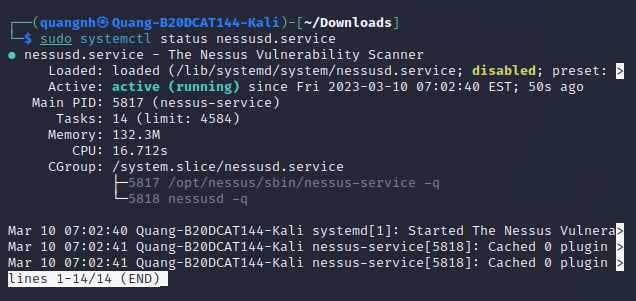 ┌──(quangnh㉿Quang-B20DCAT144-Kali)-[~/Downloads]
└─$ sudo systemctl status nessusd.service
● nessusd.service - The Nessus Vulnerability Scanner
     Loaded: loaded (/lib/systemd/system/nessusd.service; disabled; preset: >
     Active: active (running) since Fri 2023-03-10 07:02:40 EST; 50s ago
   Main PID: 5817 (nessus-service)
      Tasks: 14 (limit: 4584)
     Memory: 132.3M
        CPU: 16.712s
     CGroup: /system.slice/nessusd.service
             ├─5817 /opt/nessus/sbin/nessus-service -q
             └─5818 nessusd -q
Mar 10 07:02:40 Quang-B20DCAT144-Kali systemd[1]: Started The Nessus Vulnera>
Mar 10 07:02:41 Quang-B20DCAT144-Kali nessus-service[5818]: Cached 0 plugin >
Mar 10 07:02:41 Quang-B20DCAT144-Kali nessus-service[5818]: Cached 0 plugin >
lines 1-14/14 (END)